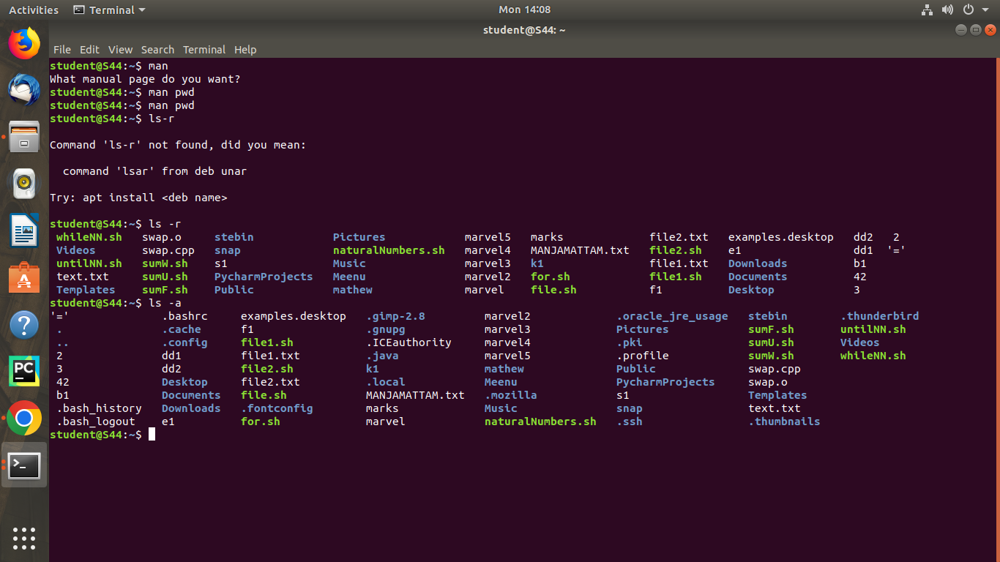 Activities Terminal Mon 14:08
student@S44: ~
File Edit View Search Terminal Help
student@S44:~$ man
What manual page do you want?
student@S44:~$ man pwd
student@S44:~$ man pwd
student@S44:~$ ls-r
Command 'ls-r' not found, did you mean:
command 'lsar' from deb unar
Try: apt install <deb name>
student@S44:~$ ls -r
whileNN.sh swap.o stebin Pictures marvel5 marks file2.txt examples.desktop dd2 2
Videos swap.cpp snap naturalNumbers.sh marvel4 MANJAMATTAM.txt file2.sh e1 dd1 '='
untilNN.sh sumW.sh s1 Music marvel3 k1 file1.txt Downloads b1
text.txt sumU.sh PycharmProjects Meenu marvel2 for.sh file1.sh Documents 42
Templates sumF.sh Public mathew marvel file.sh f1 Desktop 3
student@S44:~$ ls -a
'=' .bashrc examples.desktop .gimp-2.8 marvel2 .oracle_jre_usage stebin .thunderbird
. .cache f1 .gnupg marvel3 Pictures sumF.sh untilNN.sh
.. .config file1.sh .ICEauthority marvel4 .pki sumU.sh Videos
2 dd1 file1.txt .java marvel5 .profile sumW.sh whileNN.sh
3 dd2 file2.sh k1 mathew Public swap.cpp
42 Desktop file2.txt .local Meenu PycharmProjects swap.o
b1 Documents file.sh MANJAMATTAM.txt .mozilla s1 Templates
.bash_history Downloads .fontconfig marks Music snap text.txt
.bash_logout e1 for.sh marvel naturalNumbers.sh .ssh .thumbnails
student@S44:~$
PC